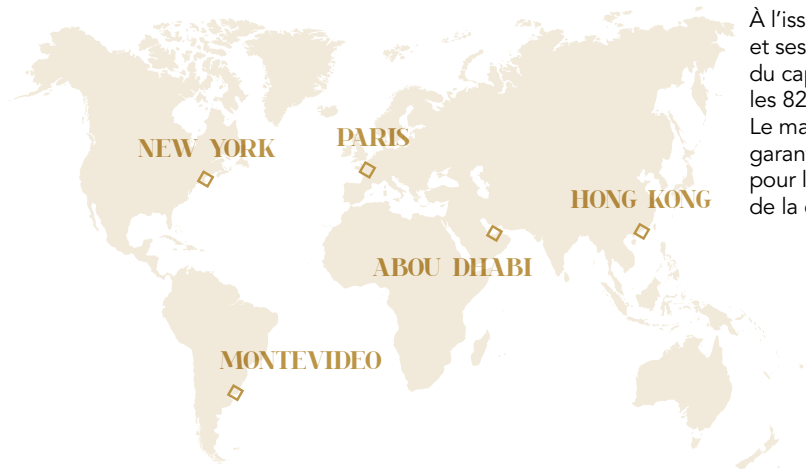 NEW YORK
PARIS
HONG KONG
ABOU DHABI
MONTEVIDEO
À l'iss
et ses
du cap
les 82
Le ma
garan
pour l
de la